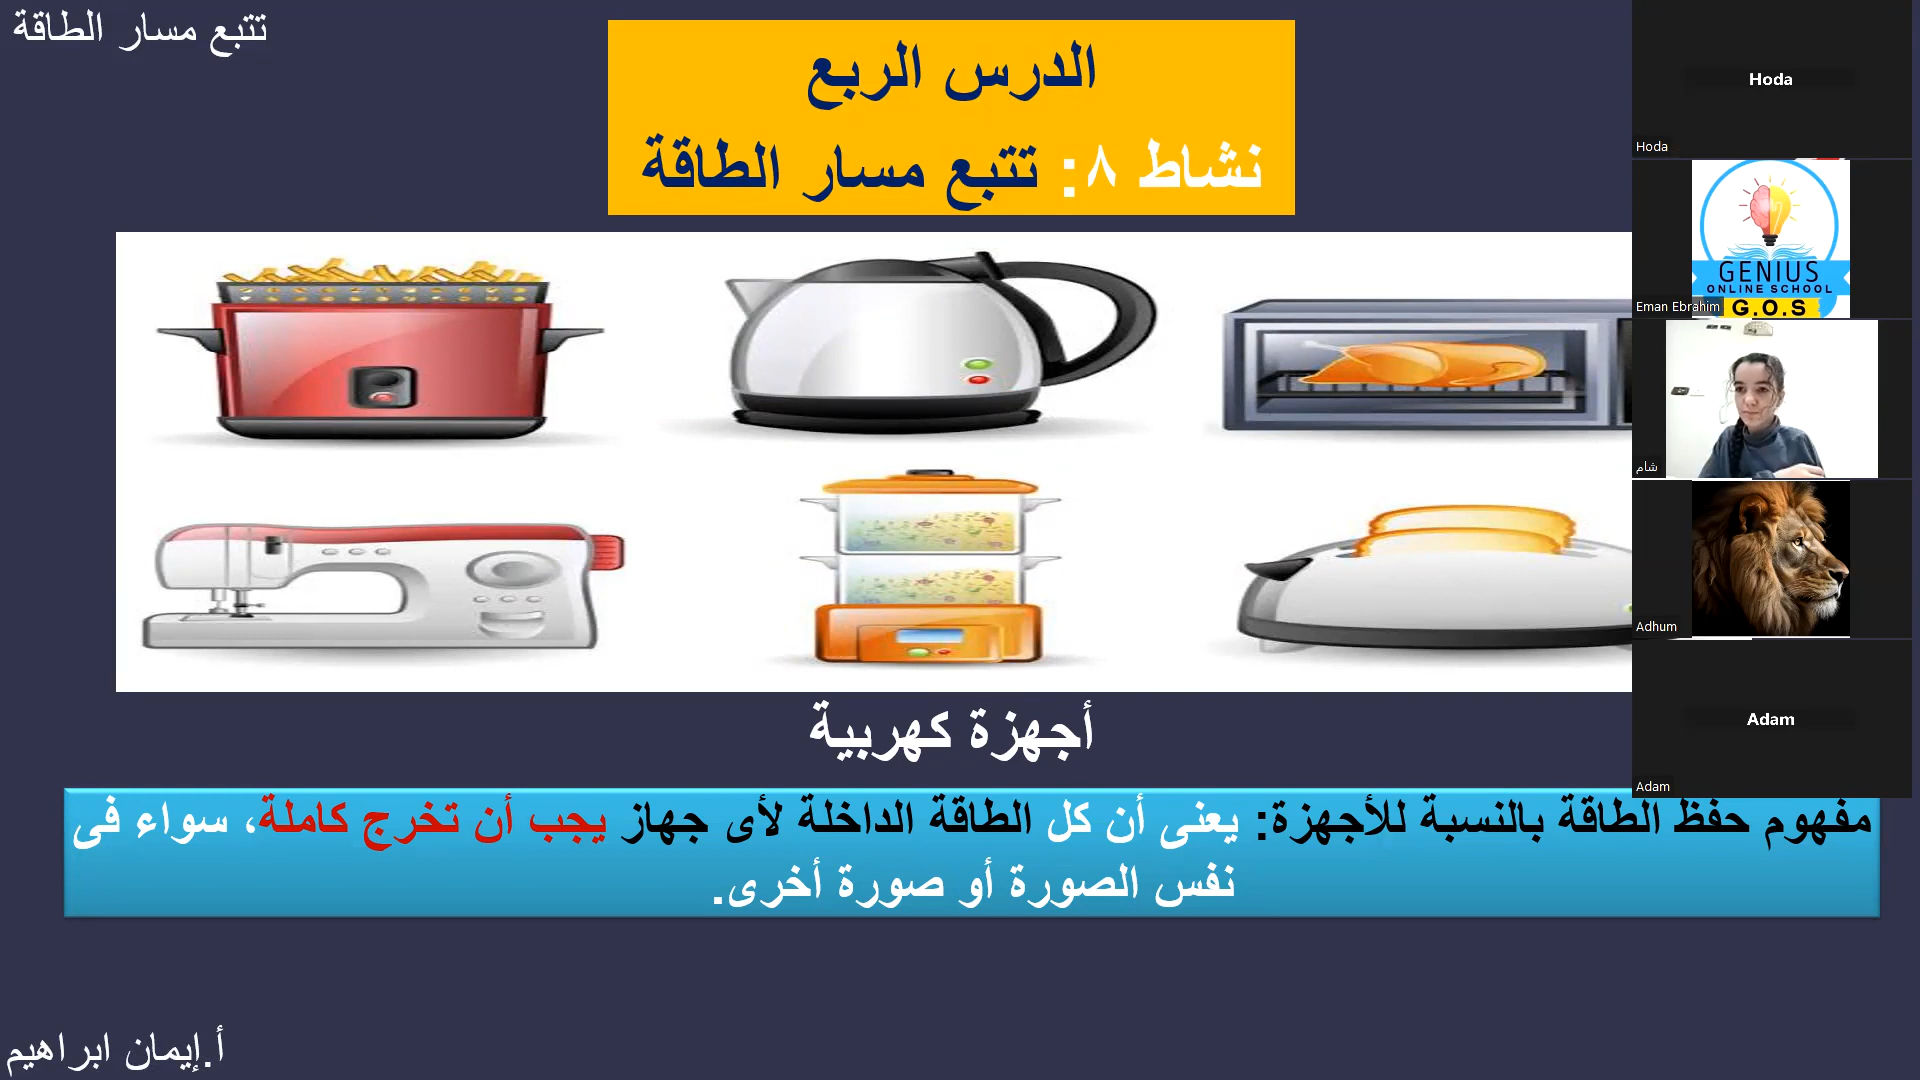 تتبع مسار الطاقة
الدرس الربع
نشاط ٨: تتبع مسار الطاقة
أجهزة كهربية
مفهوم حفظ الطاقة بالنسبة للأجهزة: يعنى أن كل الطاقة الداخلة لأى جهاز يجب أن تخرج كاملة، سواء فى
نفس الصورة أو صورة أخرى.
أ.إيمان ابراهيم
Hoda
Hoda
GENIUS
ONLINE SCHOOL
G.O.S
Eman Ebrahim
شام
Adhum
Adam
Adam